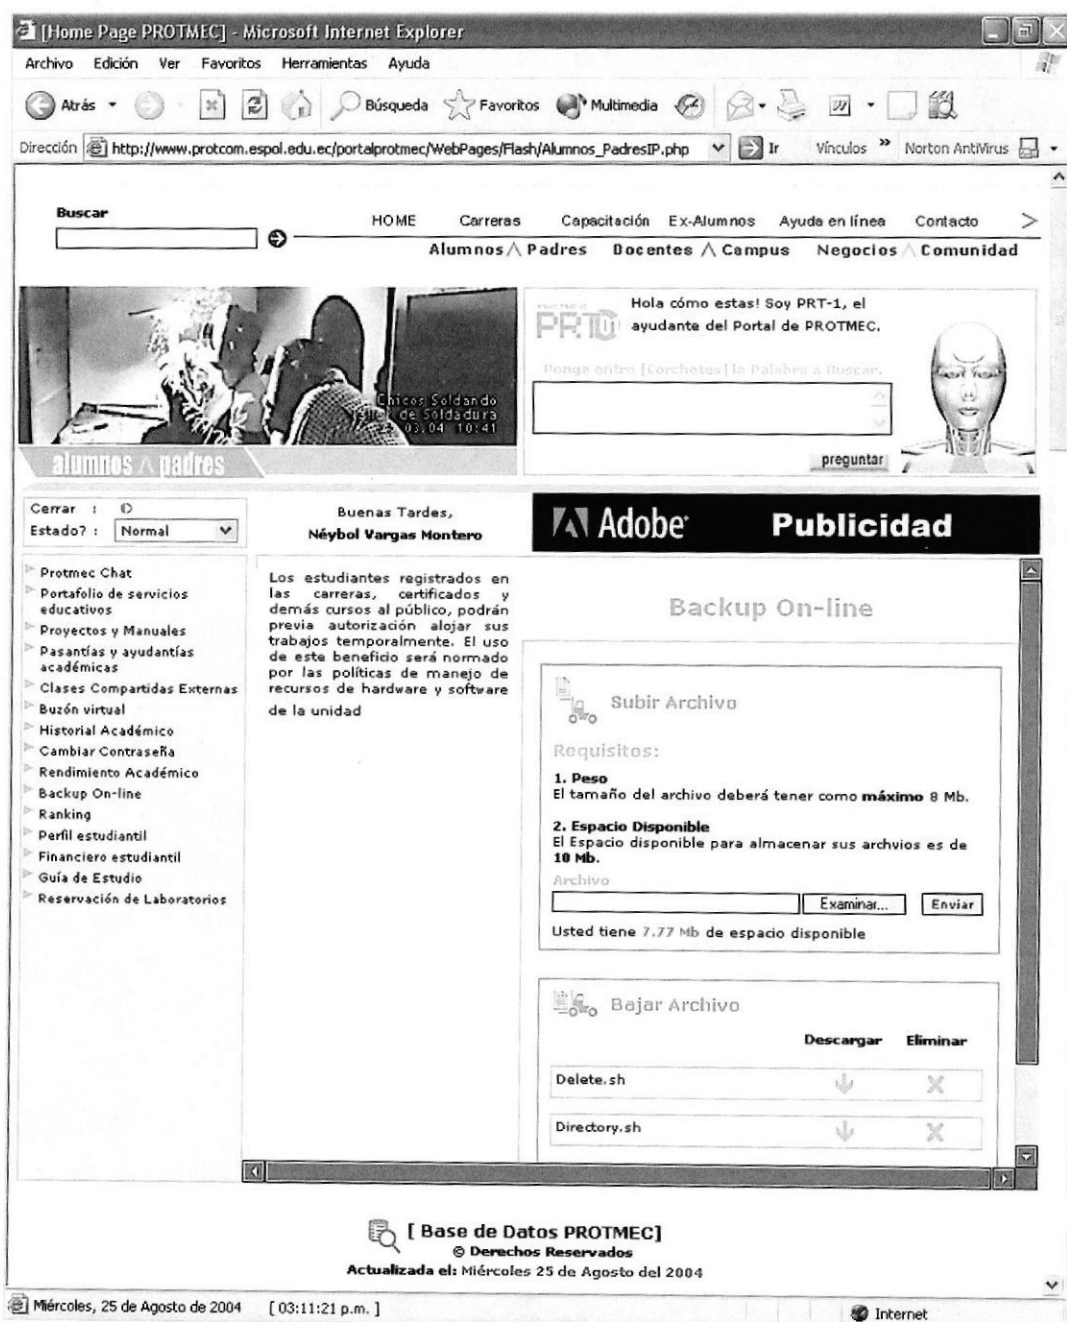 [Home Page PROTMEC] - Microsoft Internet Explorer
Archivo Edición Ver Favoritos Herramientas Ayuda
Atrás Búsqueda Favoritos Multimedia
Dirección http://www.protcom.espol.edu.ec/portalprotmec/WebPages/Flash/Alumnos_PadresIP.php Ir Vínculos » Norton AntiVirus
Buscar
HOME Carreras Capacitación Ex-Alumnos Ayuda en línea Contacto >
Alumnos Padres Docentes Campus Negocios Comunidad
Chicos Soldando
Taller de Soldadura
03.04 10:41
alumnos padres
PRT
Hola cómo estas! Soy PRT-1, el
ayudante del Portal de PROTMEC.
Ponga entre [Corchetes] la Palabra a Buscar.
preguntar
Cerrar :
Estado? : Normal
Buenas Tardes,
Néybol Vargas Montero
Adobe Publicidad
Protmec Chat
Portafolio de servicios
educativos
Proyectos y Manuales
Pasantías y ayudantías
académicas
Clases Compartidas Externas
Buzón virtual
Historial Académico
Cambiar Contraseña
Rendimiento Académico
Backup On-line
Ranking
Perfil estudiantil
Financiero estudiantil
Guía de Estudio
Reservación de Laboratorios
Los estudiantes registrados en
las carreras, certificados y
demás cursos al público, podrán
previa autorización alojar sus
trabajos temporalmente. El uso
de este beneficio será normado
por las políticas de manejo de
recursos de hardware y software
de la unidad
Backup On-line
Subir Archivo
Requisitos:
1. Peso
El tamaño del archivo deberá tener como máximo 8 Mb.
2. Espacio Disponible
El Espacio disponible para almacenar sus archvios es de
10 Mb.
Archivo
Examinar... Enviar
Usted tiene 7.77 Mb de espacio disponible
Bajar Archivo
Descargar Eliminar
Delete.sh
Directory.sh
[ Base de Datos PROTMEC]
© Derechos Reservados
Actualizada el: Miércoles 25 de Agosto del 2004
Miércoles, 25 de Agosto de 2004 [ 03:11:21 p.m. ] Internet